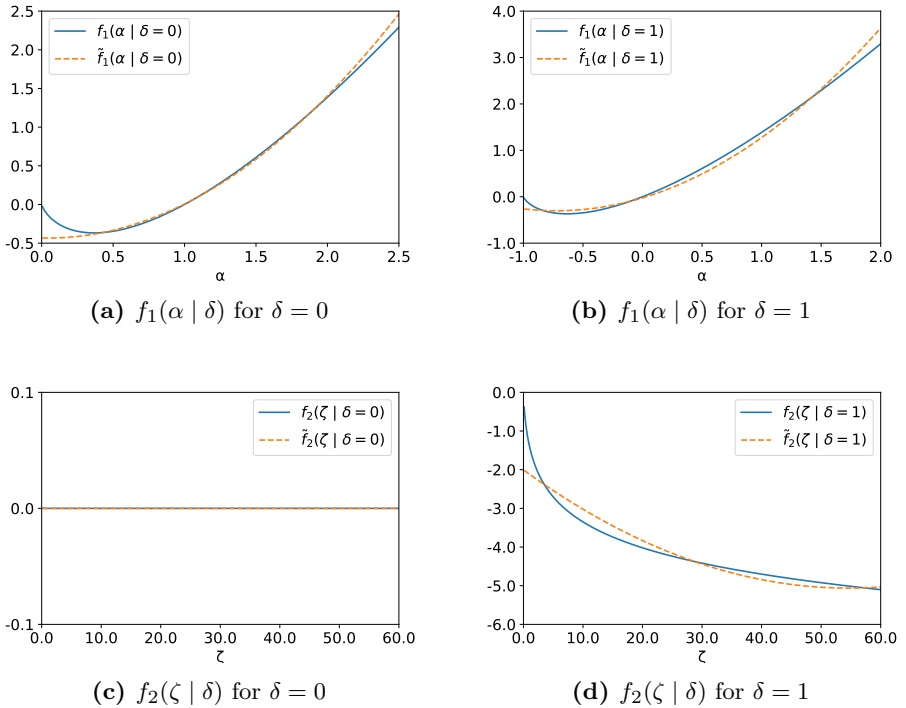 2.5
2.0
1.5
1.0
0.5
0.0
-0.5
f₁(α | δ = 0)
f̃₁(α | δ = 0)
0.0 0.5 1.0 1.5 2.0 2.5
α
(a) f₁(α | δ) for δ = 0
4.0
3.0
2.0
1.0
0.0
-1.0
f₁(α | δ = 1)
f̃₁(α | δ = 1)
-1.0 -0.5 0.0 0.5 1.0 1.5 2.0
α
(b) f₁(α | δ) for δ = 1
0.1
0.0
-0.1
f₂(ζ | δ = 0)
f̃₂(ζ | δ = 0)
0.0 10.0 20.0 30.0 40.0 50.0 60.0
ζ
(c) f₂(ζ | δ) for δ = 0
0.0
-1.0
-2.0
-3.0
-4.0
-5.0
-6.0
f₂(ζ | δ = 1)
f̃₂(ζ | δ = 1)
0.0 10.0 20.0 30.0 40.0 50.0 60.0
ζ
(d) f₂(ζ | δ) for δ = 1